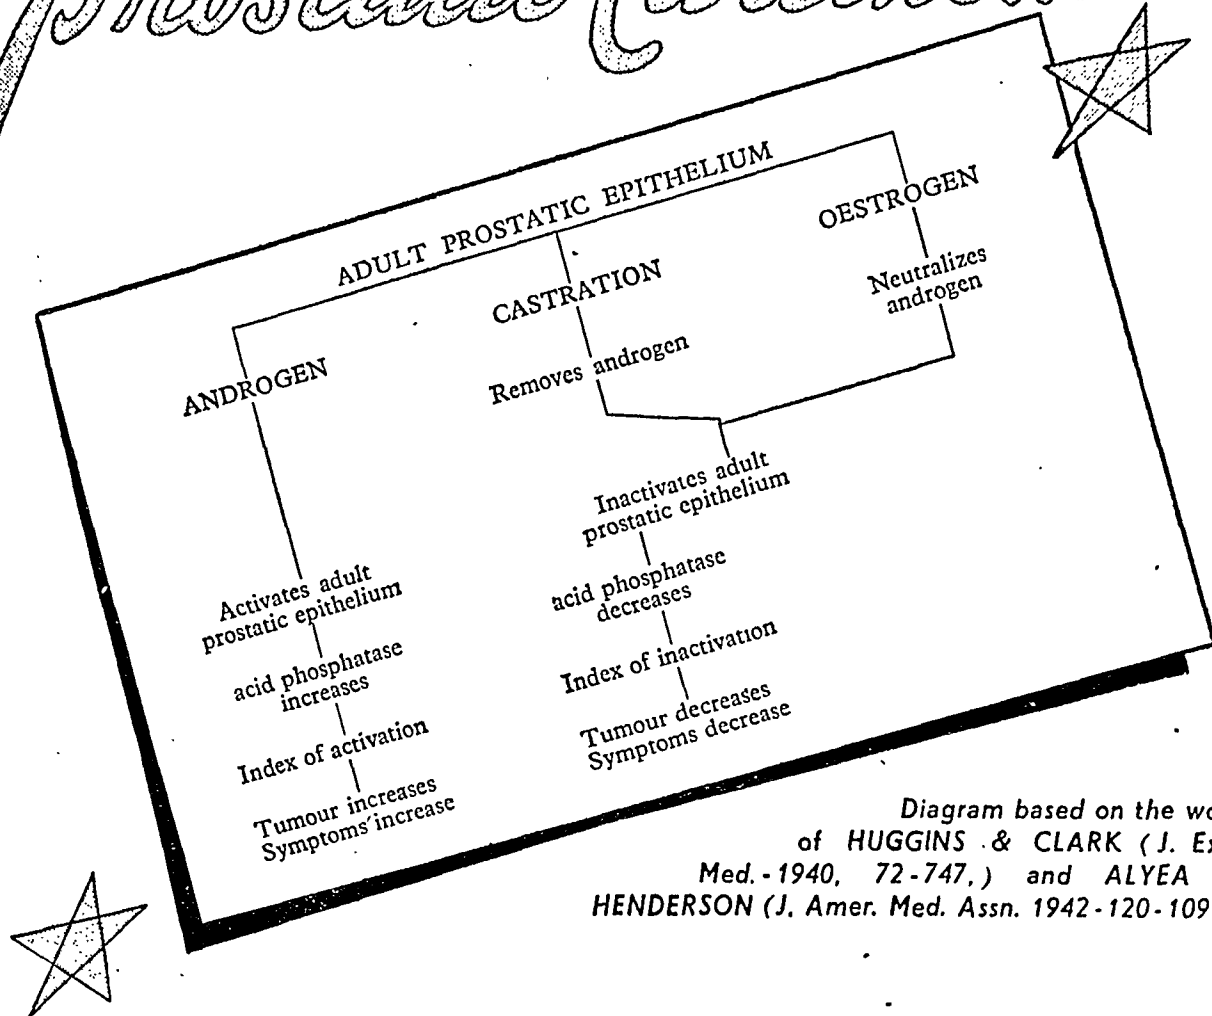 prostatic
ADULT PROSTATIC EPITHELIUM
ANDROGEN
CASTRATION
Removes androgen
OESTROGEN
Neutralizes
androgen
Activates adult
prostatic epithelium
acid phosphatase
increases
Index of activation
Tumour increases
Symptoms increase
Inactivates adult
prostatic epithelium
acid phosphatase
decreases
Index of inactivation
Tumour decreases
Symptoms decrease
Diagram based on the
of HUGGINS & CLARK (J.
Med.-1940, 72-747,) and ALYEA
HENDERSON (J. Amer. Med. Assn. 1942-120-109